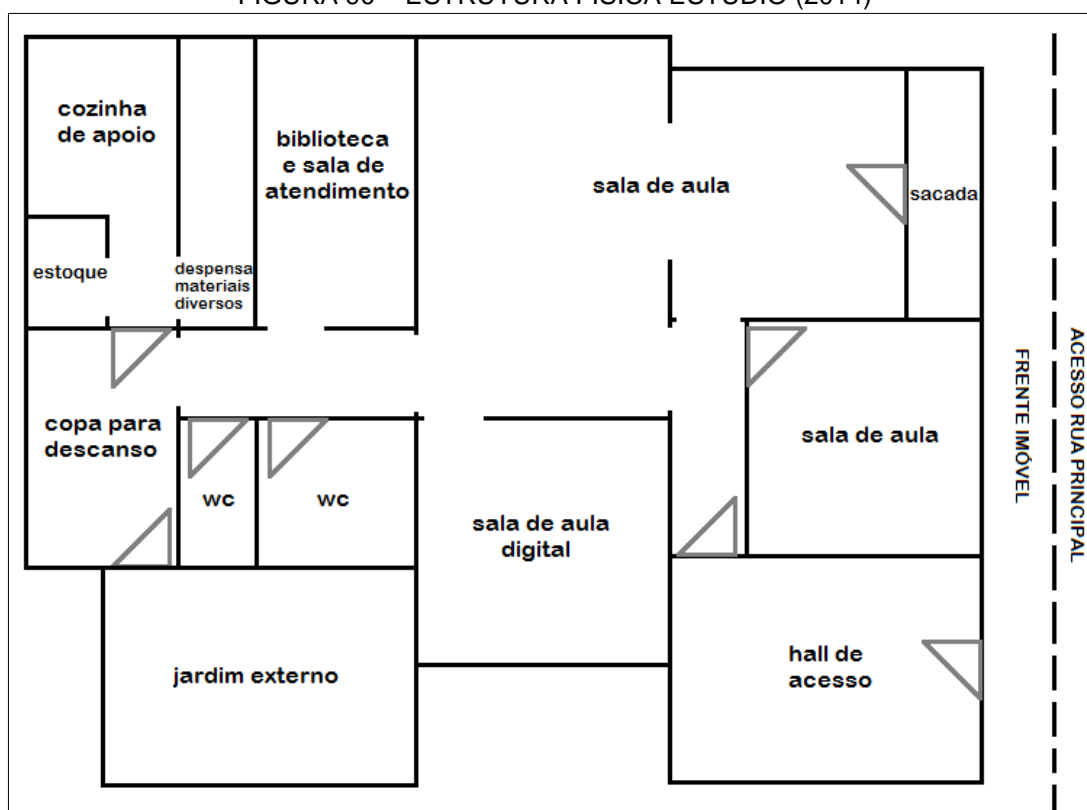 cozinha
de apoio
biblioteca
e sala de
atendimento
sala de aula
sacada
estoque
despensa
materiais
diversos
copa para
descanso
wc
wc
sala de aula
digital
sala de aula
jardim externo
hall de
acesso
FRENTE IMÓVEL
ACESSO RUA PRINCIPAL